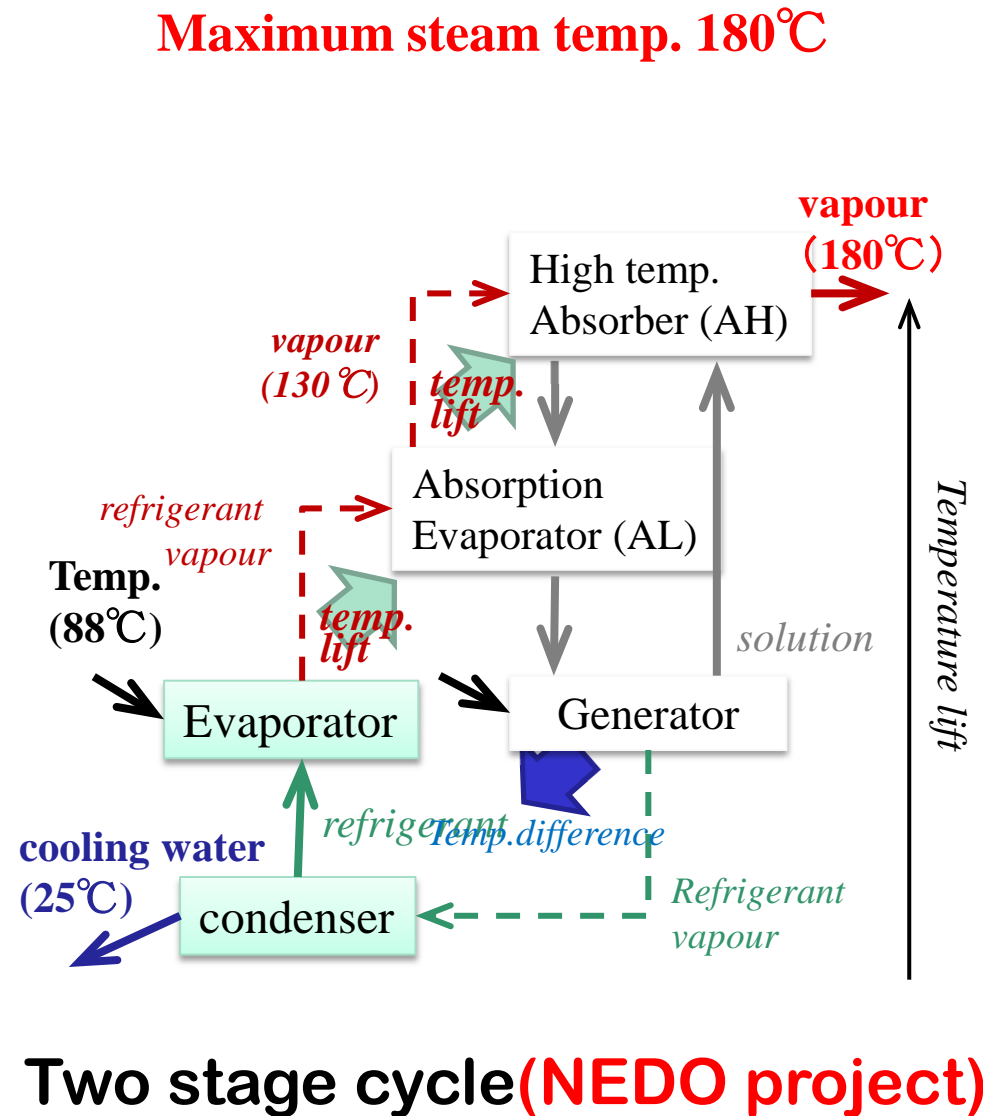 Maximum steam temp. 180℃
vapour
(180℃)
High temp.
Absorber (AH)
vapour
(130℃)
temp.
lift
Absorption
Evaporator (AL)
refrigerant
vapour
Temp.
(88℃)
temp.
lift
solution
Temperature lift
Evaporator
Generator
refrigerant
Temp.difference
cooling water
(25℃)
condenser
Refrigerant
vapour
Two stage cycle(NEDO project)